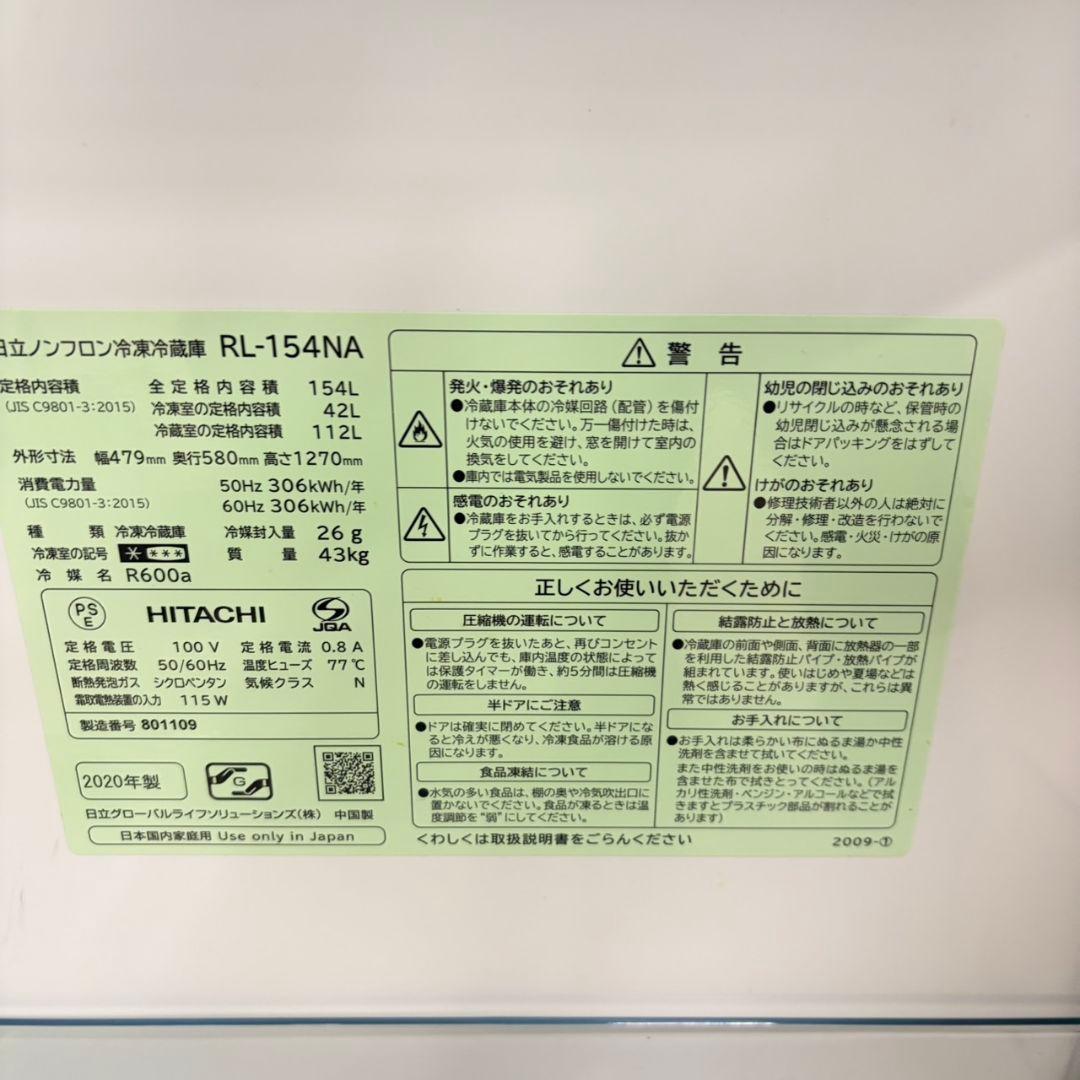 日立ノンフロン冷凍冷蔵庫 RL-154NA
定格内容積 全定格内容積 154L
(JIS C9801-3:2015) 冷凍室の定格内容積 42L
冷蔵室の定格内容積 112L
外形寸法 幅479mm 奥行580mm 高さ1270mm
消費電力量 50Hz 306kWh/年
(JIS C9801-3:2015) 60Hz 306kWh/年
種類 冷凍冷蔵庫 冷媒封入量 26g
冷凍室の記号 * *** 質量 43kg
冷媒名 R600a
PS
E
HITACHI
JQA
定格電圧 100V 定格電流 0.8A
定格周波数 50/60Hz 温度ヒューズ 77℃
断熱発泡ガス シクロペンタン 気候クラス N
霜取電熱装置の入力 115W
製造番号 801109
2020年製
G
日立グローバルライフソリューションズ(株) 中国製
日本国内家庭用 Use only in Japan
⚠ 警告
発火・爆発のおそれあり
●冷蔵庫本体の冷媒回路(配管)を傷付
けないでください。万一傷付けた時は、
火気の使用を避け、窓を開けて室内の
換気をしてください。
●庫内では電気製品を使用しないでください。
感電のおそれあり
●冷蔵庫をお手入れするときは、必ず電源
プラグを抜いてから行ってください。抜か
ずに作業すると、感電することがあります。
幼児の閉じ込みのおそれあり
●リサイクルの時など、保管時の
幼児閉じ込みが懸念される場
合はドアパッキングをはずして
ください。
けがのおそれあり
●修理技術者以外の人は絶対に
分解・修理・改造を行わないで
ください。感電・火災・けがの原
因になります。
正しくお使いいただくために
圧縮機の運転について
●電源プラグを抜いたあと、再びコンセント
に差し込んでも、庫内温度の状態によって
は保護タイマーが働き、約5分間は圧縮機
の運転をしません。
半ドアにご注意
●ドアは確実に閉めてください。半ドアにな
ると冷えが悪くなり、冷凍食品が溶ける原
因になります。
食品凍結について
●水気の多い食品は、棚の奥や冷気吹出口に
置かないでください。食品が凍るときは温
度調節を“弱”にしてください。
結露防止と放熱について
●冷蔵庫の前面や側面、背面に放熱器の一部
を利用した結露防止パイプ・放熱パイプが
組まれています。使いはじめや夏場などは
熱く感じることがありますが、これらは異
常ではありません。
お手入れについて
●お手入れは柔らかい布にぬるま湯か中性
洗剤を含ませて拭いてください。
また中性洗剤をお使いの時はぬるま湯を
含ませた布で拭きとってください。(アル
カリ性洗剤・ベンジン・アルコールなどで拭
きますとプラスチック部品が割れることが
あります)
くわしくは取扱説明書をごらんください
2009-①